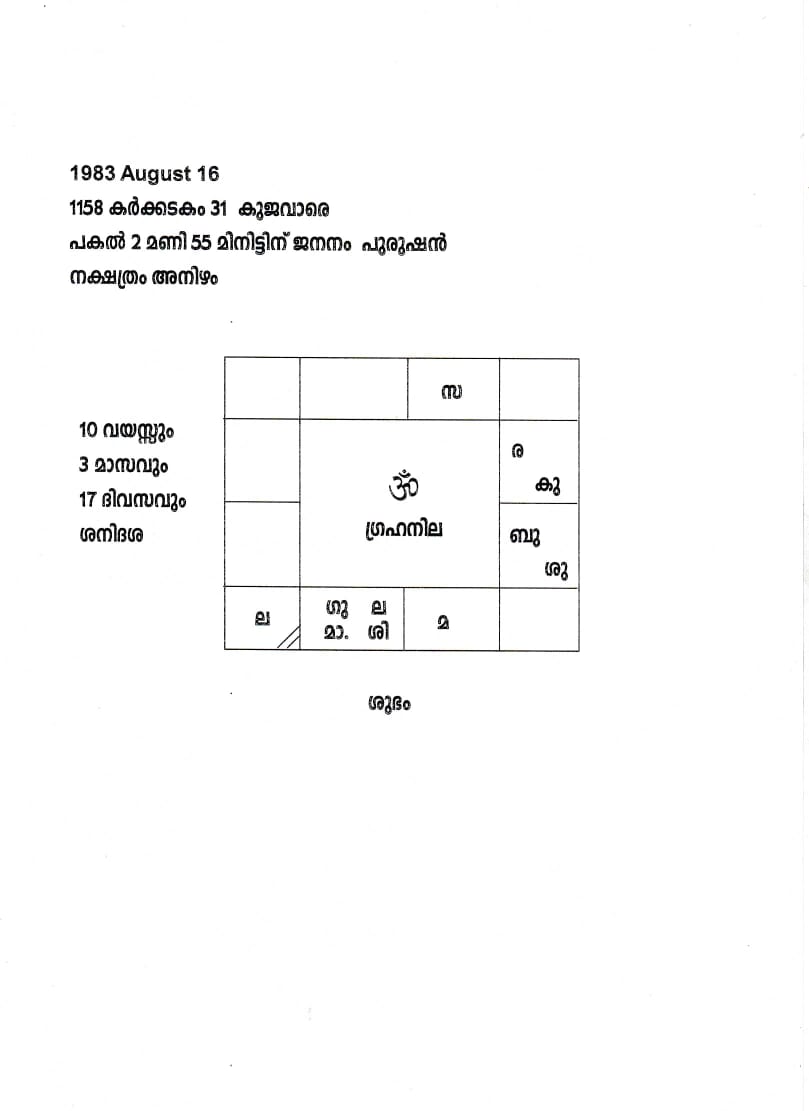 1983 August 16
1158 കർക്കടകം 31 കുജവാരെ
പകൽ 2 മണി 55 മിനിട്ടിന് ജനനം പുരുഷൻ
നക്ഷത്രം അനിഴം
സ
10 വയസ്സും
3 മാസവും
17 ദിവസവും
ശനിദശ
ര
കു
ॐ
ഗ്രഹനില
ബു
ശു
ല
ഗു ല
മാ. ശി
മ
ശുഭം